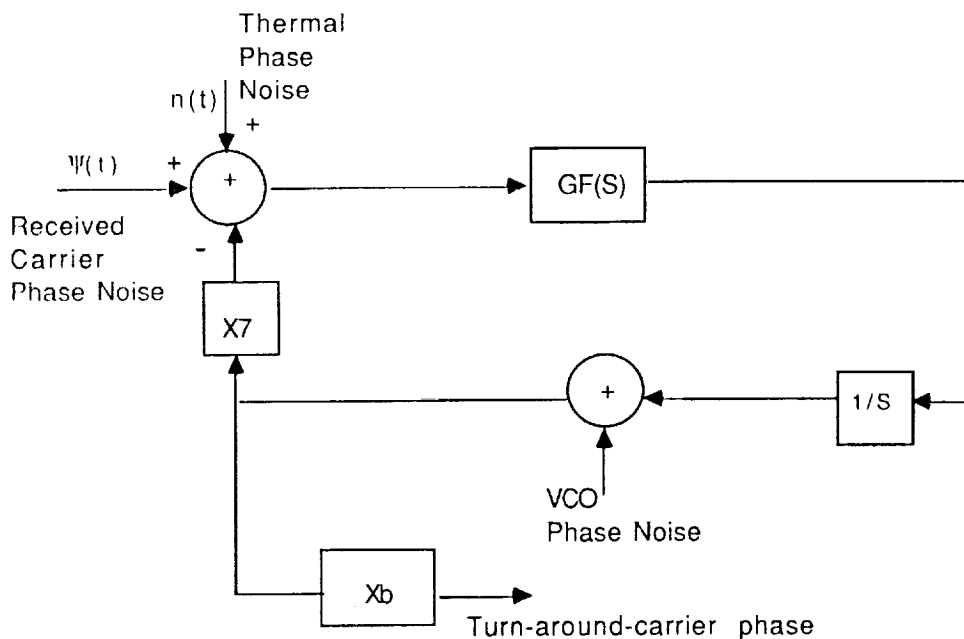 Thermal
Phase
Noise
n(t)
+
Ψ(t)
+
+
GF(S)
Received
Carrier
Phase Noise
-
X7
+
1/S
VCO
Phase Noise
Xb
Turn-around-carrier phase